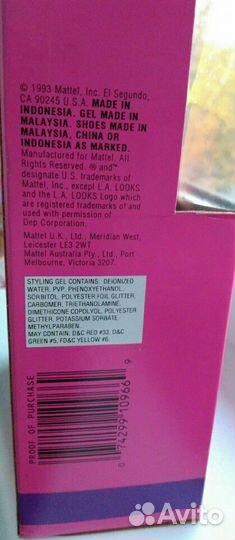 © 1993 Mattel, Inc. El Segundo,
CA 90245 U.S.A. MADE IN
INDONESIA. GEL MADE IN
MALAYSIA. SHOES MADE IN
MALAYSIA, CHINA OR
INDONESIA AS MARKED.
Manufactured for Mattel. All
Rights Reserved. ® and™
designate U.S. trademarks of
Mattel, Inc., except L.A. LOOKS
and the L.A. LOOKS Logo which
are registered trademarks of and
used with permission of
Dep Corporation.
Mattel U.K., Ltd., Meridian West,
Leicester LE3 2WT.
Mattel Australia Pty., Ltd., Port
Melbourne, Victoria 3207.
STYLING GEL CONTAINS: DEIONIZED
WATER, PVP, PHENOXYETHANOL,
SORBITOL, POLYESTER FOIL GLITTER,
CARBOMER, TRIETHANOLAMINE,
DIMETHICONE COPOLYOL, POLYESTER
GLITTER, POTASSIUM SORBATE,
METHYLPARABEN.
MAY CONTAIN: D&C RED #33, D&C
GREEN #5, FD&C YELLOW #6.
PROOF OF PURCHASE
0 74299 10966 9
Avito